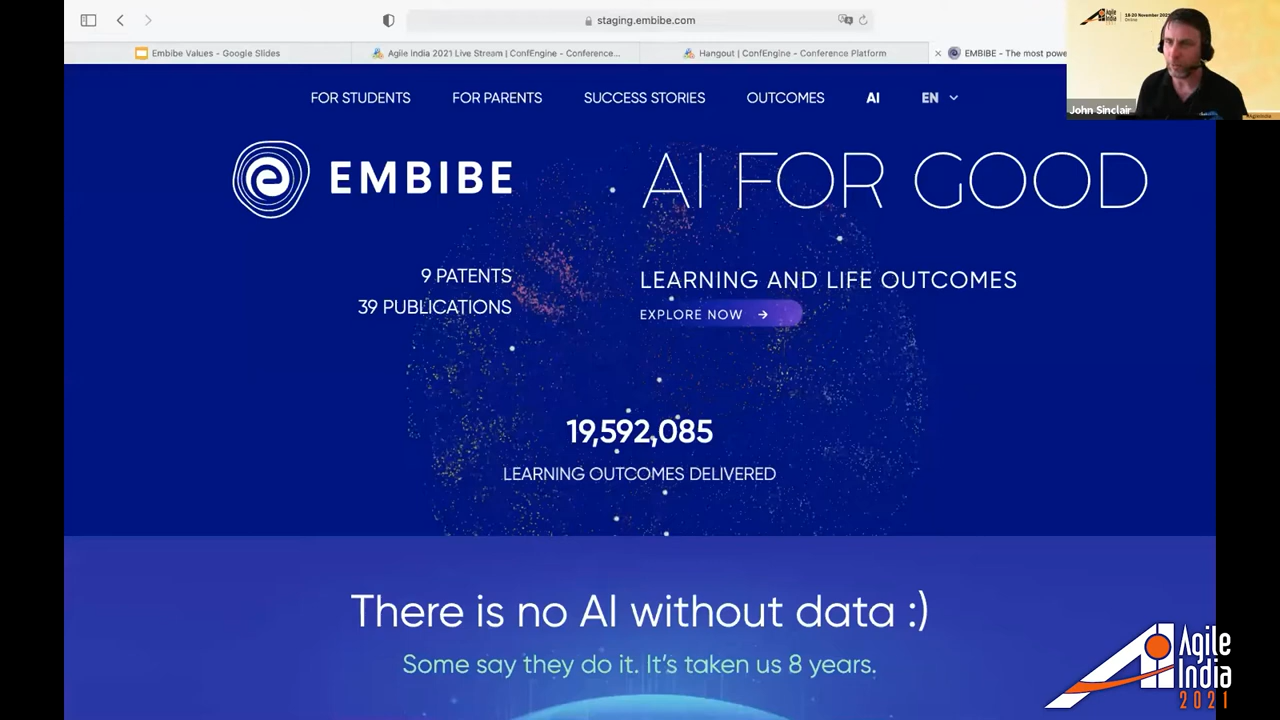 staging.embibe.com
Embibe Values - Google Slides
Agile India 2021 Live Stream | ConfEngine - Conference...
Hangout | ConfEngine - Conference Platform
EMBIBE - The most powe
Agile India 2021
John Sinclair
FOR STUDENTS
FOR PARENTS
SUCCESS STORIES
OUTCOMES
AI
EN
EMBIBE
AI FOR GOOD
9 PATENTS
39 PUBLICATIONS
LEARNING AND LIFE OUTCOMES
EXPLORE NOW
19,592,085
LEARNING OUTCOMES DELIVERED
There is no AI without data :)
Some say they do it. It's taken us 8 years.
Agile
India
2021